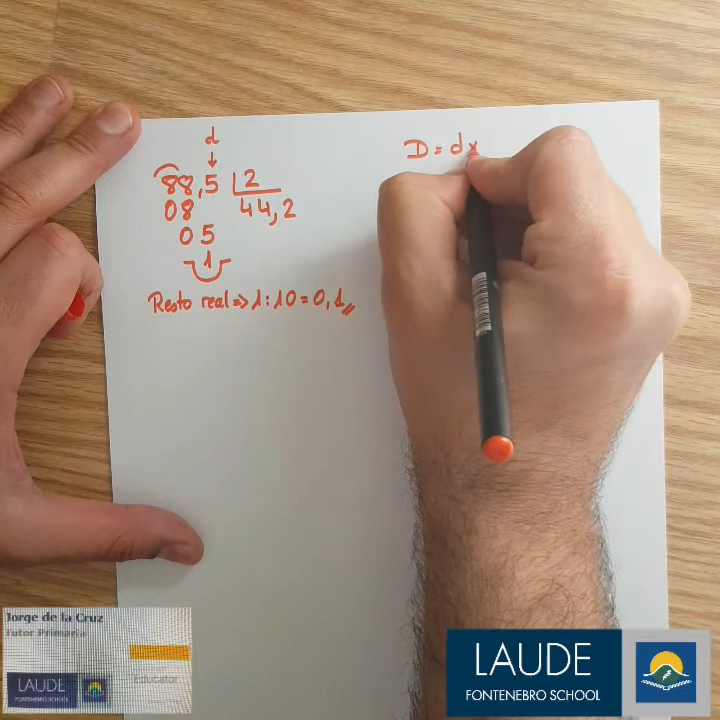 d
↓
88,5 |2
08 44,2
05
1
Resto real => 1:10 = 0,1
D = d x
Jorge de la Cruz
Tutor Primaria
Educator
LAUDE
FONTENEBRO SCHOOL
LAUDE
FONTENEBRO SCHOOL